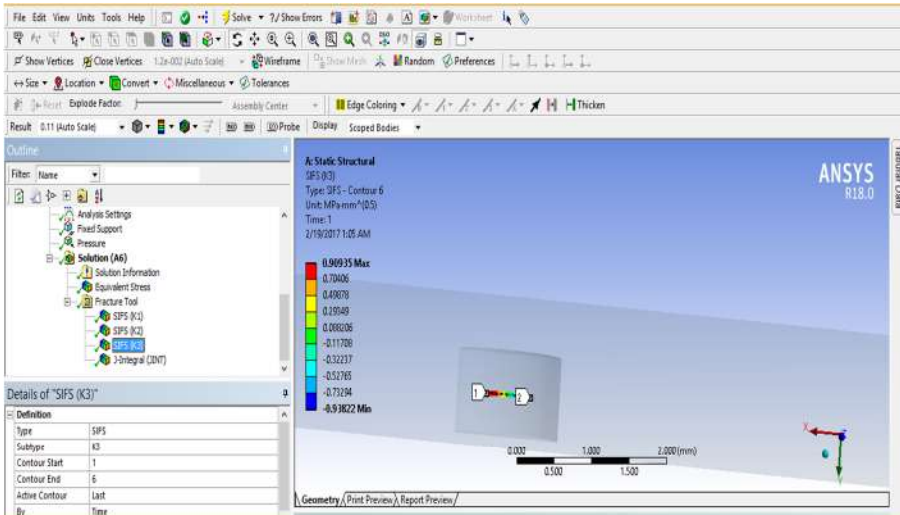 File Edit View Units Tools Help Solve ?/Show Errors Worksheet
Show Vertices Close Vertices 1.2e-002 (Auto Scale) Wireframe Show Mesh Random Preferences
Size Location Convert Miscellaneous Tolerances
Reset Explode Factor: Assembly Center Edge Coloring Thicken
Result 0.11 (Auto Scale) Probe Display Scoped Bodies
Outline
Filter: Name
Analysis Settings
Fixed Support
Pressure
Solution (A6)
Solution Information
Equivalent Stress
Fracture Tool
SIFS (K1)
SIFS (K2)
SIFS (K3)
J-Integral (JINT)
Details of "SIFS (K3)"
Definition
Type SIFS
Subtype K3
Contour Start 1
Contour End 6
Active Contour Last
By Time
A: Static Structural
SIFS (K3)
Type: SIFS - Contour 6
Unit: MPa·mm^(0.5)
Time: 1
2/19/2017 1:05 AM
0.90935 Max
0.70406
0.49878
0.29349
0.088206
-0.11708
-0.32237
-0.52765
-0.73294
-0.93822 Min
ANSYS
R18.0
1
2
0.000 1.000 2.000 (mm)
0.500 1.500
X
Y
Geometry Print Preview Report Preview
Tabular Data